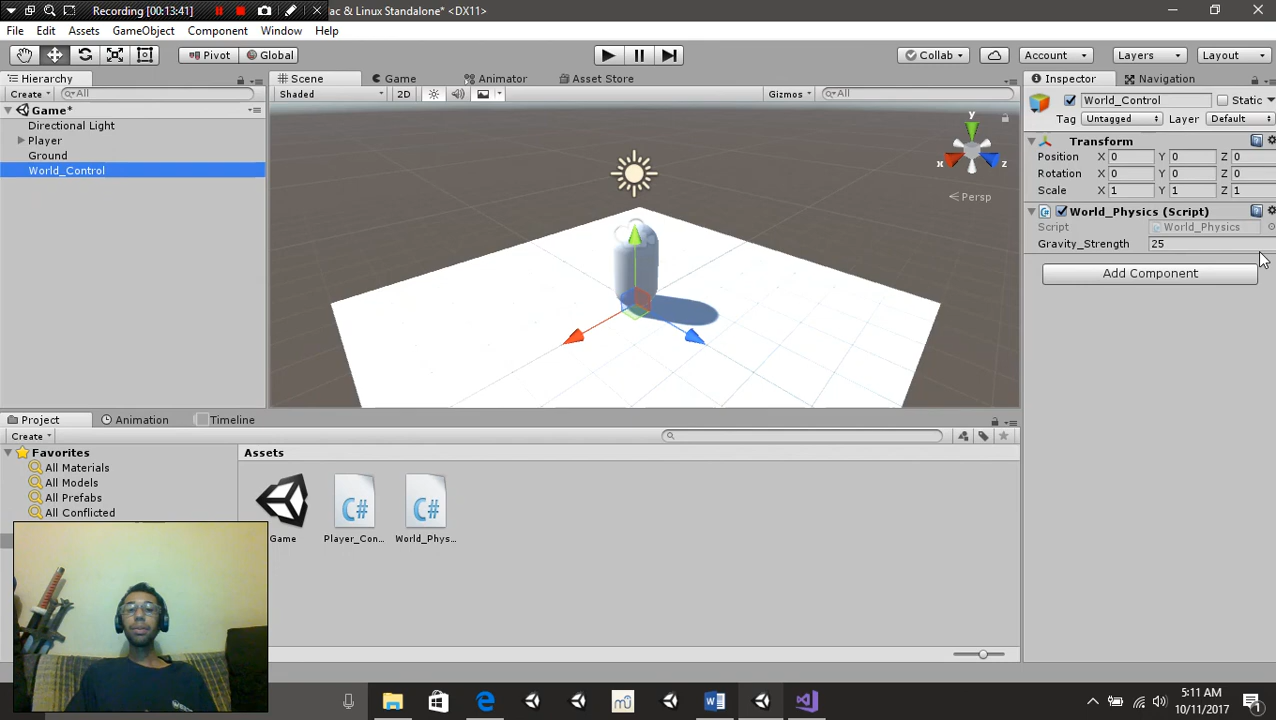 Recording [00:13:41]
ac & Linux Standalone* <DX11>
File Edit Assets GameObject Component Window Help
Pivot Global Collab Account Layers Layout
Hierarchy
Create All
Game*
Directional Light
Player
Ground
World_Control
Scene Game Animator Asset Store
Shaded 2D Gizmos All
y
x z
Persp
Inspector Navigation
World_Control Static
Tag Untagged Layer Default
Transform
Position X 0 Y 0 Z 0
Rotation X 0 Y 0 Z 0
Scale X 1 Y 1 Z 1
World_Physics (Script)
Script World_Physics
Gravity_Strength 25
Add Component
Project Animation Timeline
Create
Favorites
All Materials
All Models
All Prefabs
All Conflicted
Assets
C# C#
Game Player_Con... World_Phys...
5:11 AM
10/11/2017
1